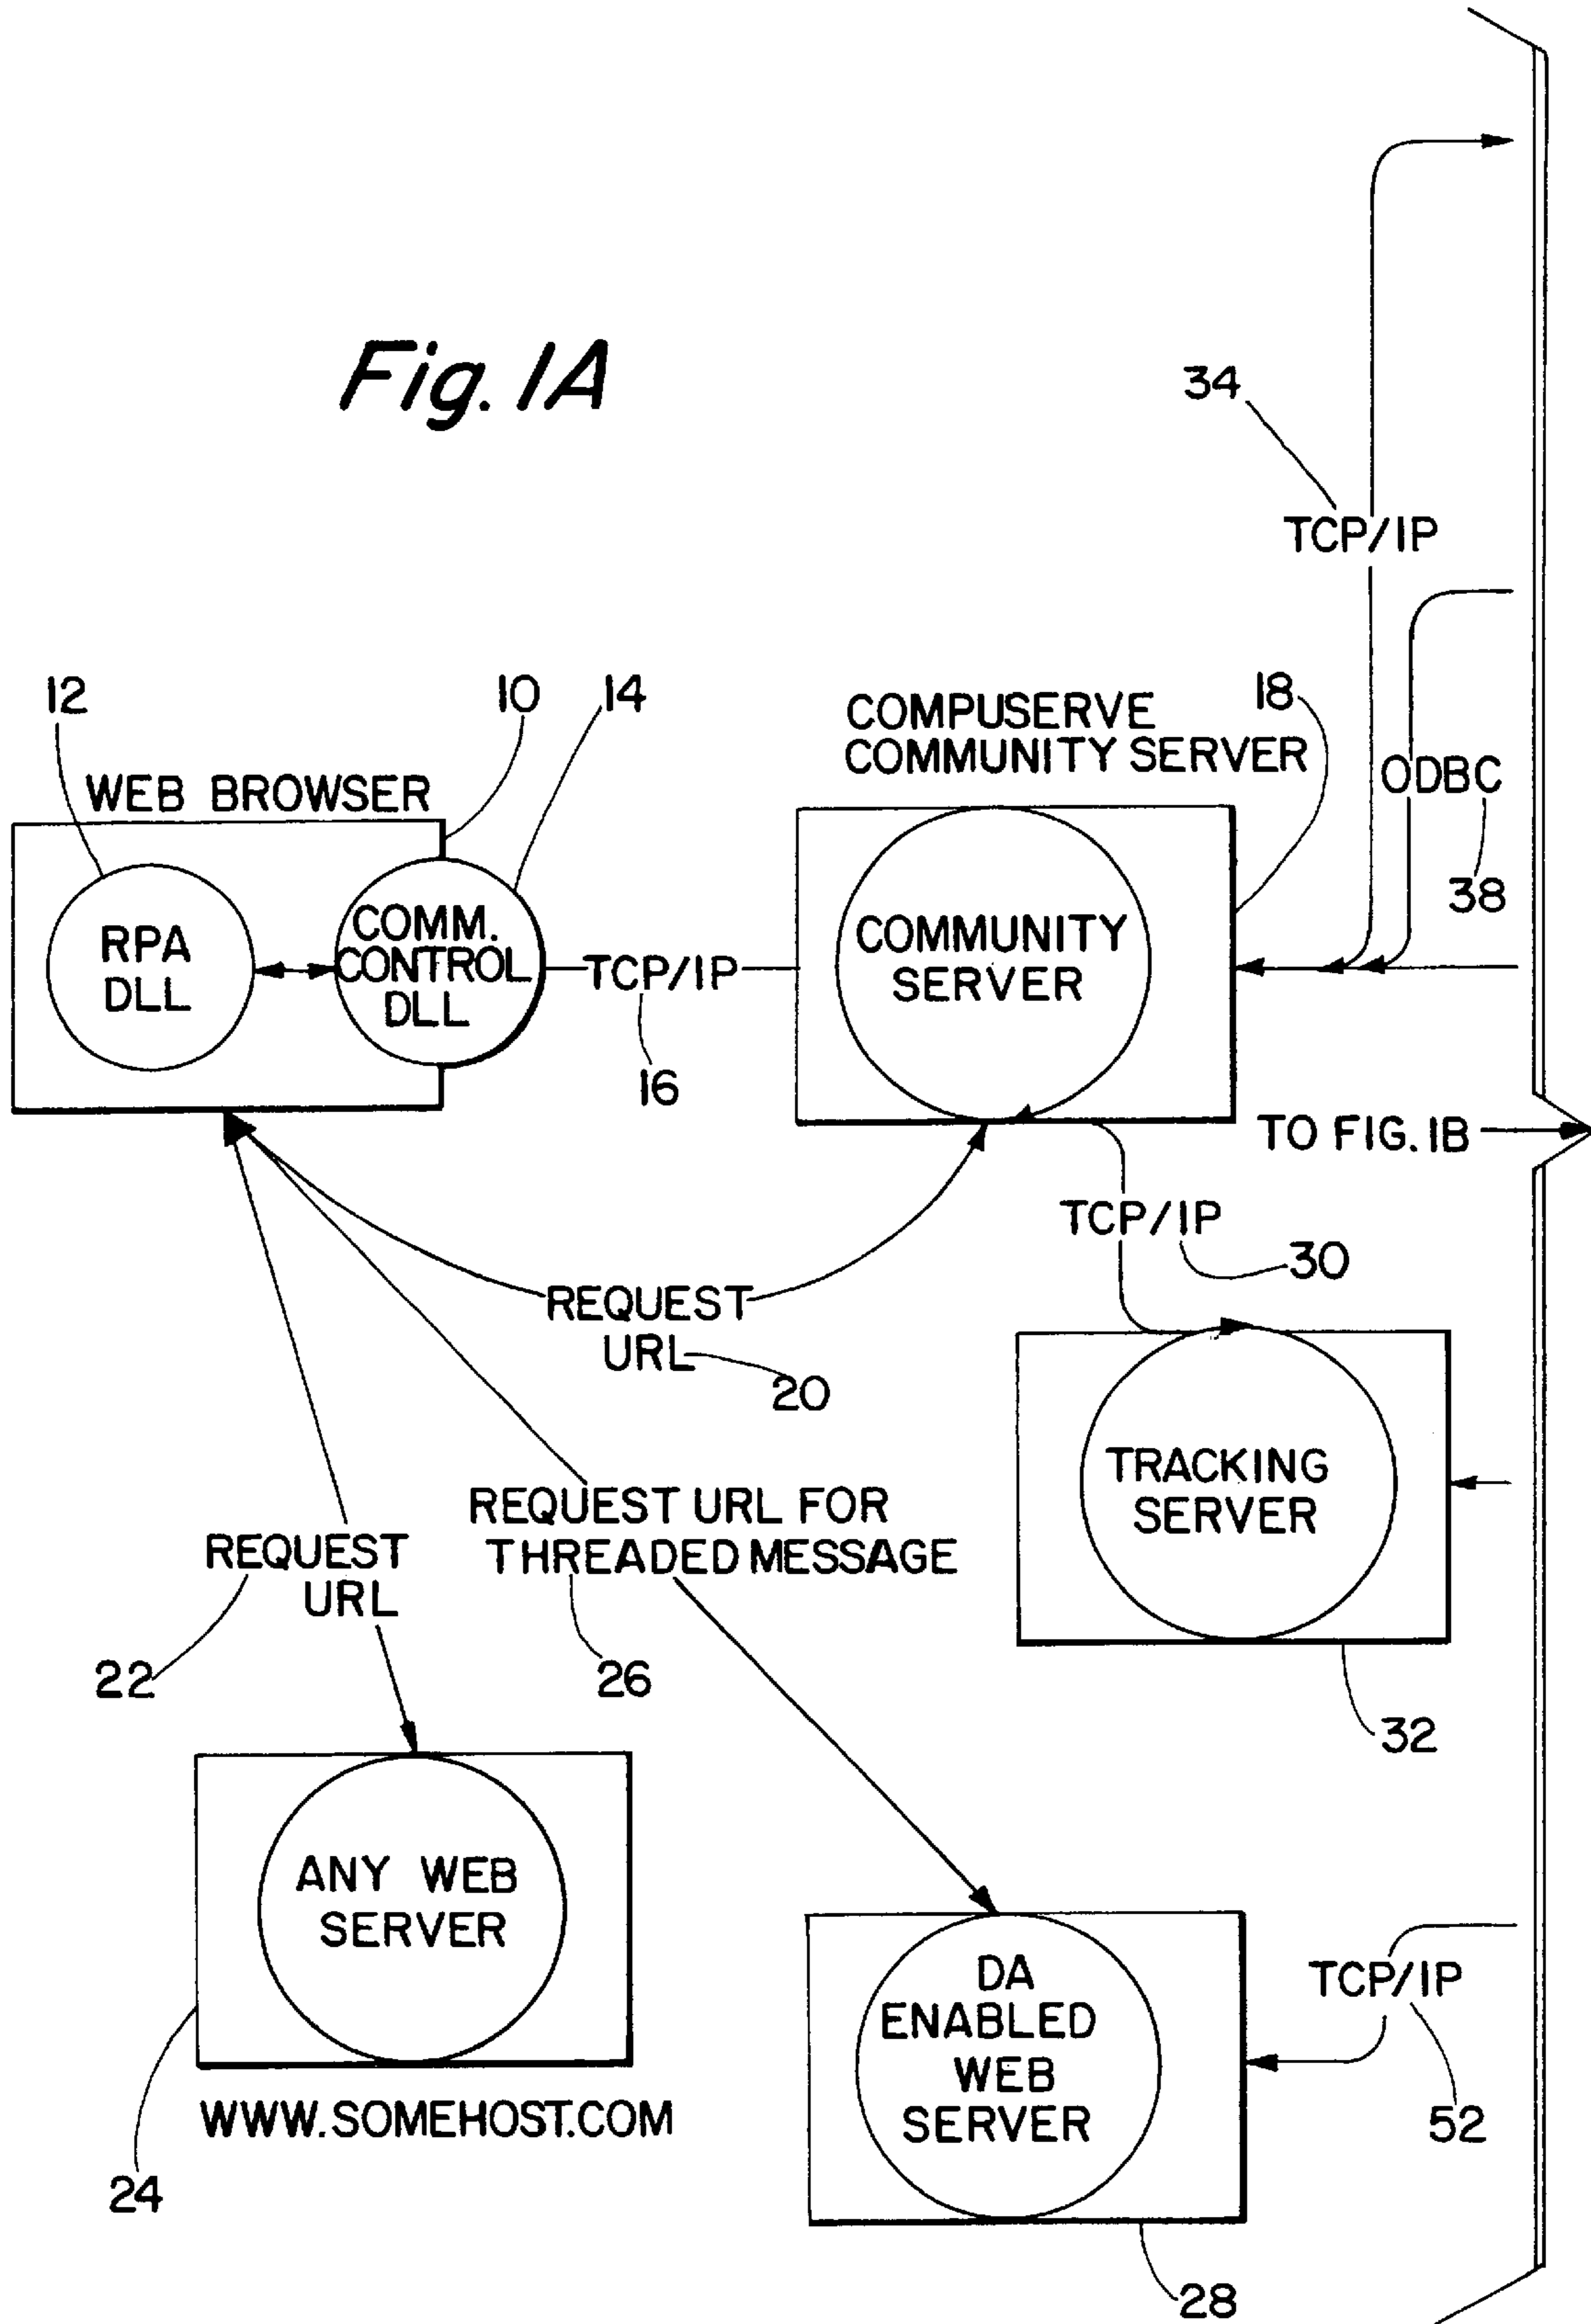 Fig. 1A
34
TCP/IP
12
10
14
COMPUSERVE
COMMUNITY SERVER
18
WEB BROWSER
ODBC
38
RPA
DLL
COMM.
CONTROL
DLL
TCP/IP
16
COMMUNITY
SERVER
TO FIG. 1B
TCP/IP
30
REQUEST
URL
20
TRACKING
SERVER
32
REQUEST
URL
22
REQUEST URL FOR
THREADED MESSAGE
26
ANY WEB
SERVER
WWW.SOMEHOST.COM
24
DA
ENABLED
WEB
SERVER
28
TCP/IP
52